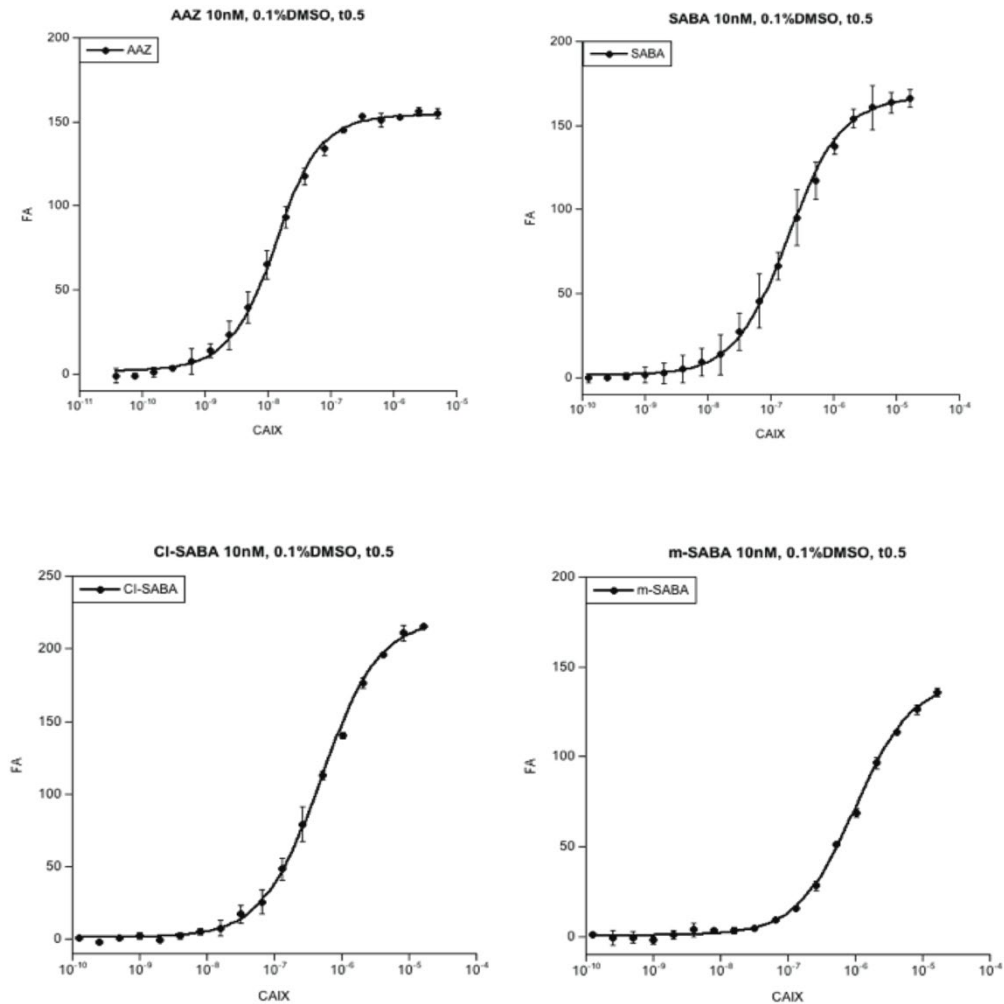 AAZ 10nM, 0.1%DMSO, t0.5
200
AAZ
150
100
50
0
FA
10⁻¹¹ 10⁻¹⁰ 10⁻⁹ 10⁻⁸ 10⁻⁷ 10⁻⁶ 10⁻⁵
CAIX
SABA 10nM, 0.1%DMSO, t0.5
200
SABA
150
100
50
0
FA
10⁻¹⁰ 10⁻⁹ 10⁻⁸ 10⁻⁷ 10⁻⁶ 10⁻⁵ 10⁻⁴
CAIX
Cl-SABA 10nM, 0.1%DMSO, t0.5
250
Cl-SABA
200
150
100
50
0
FA
10⁻¹⁰ 10⁻⁹ 10⁻⁸ 10⁻⁷ 10⁻⁶ 10⁻⁵ 10⁻⁴
CAIX
m-SABA 10nM, 0.1%DMSO, t0.5
200
m-SABA
150
100
50
0
FA
10⁻¹⁰ 10⁻⁹ 10⁻⁸ 10⁻⁷ 10⁻⁶ 10⁻⁵ 10⁻⁴
CAIX